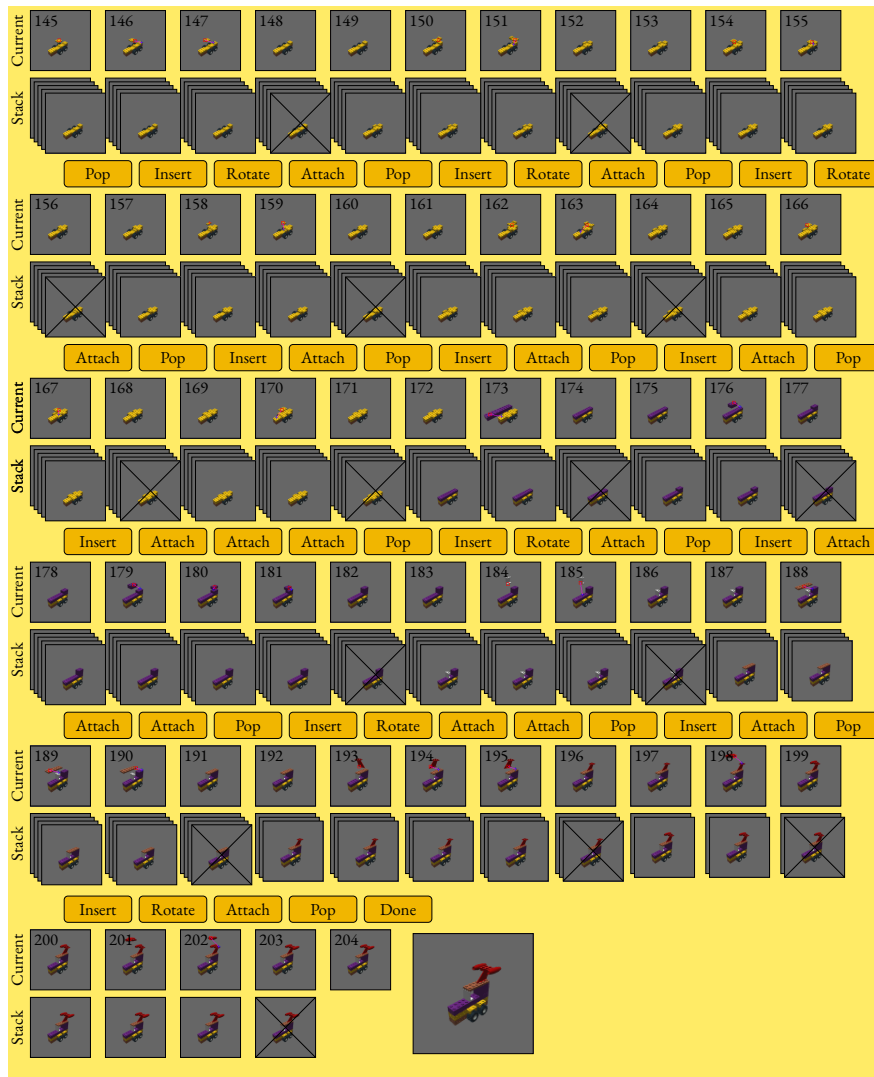 Current 145 146 147 148 149 150 151 152 153 154 155
Stack
Pop Insert Rotate Attach Pop Insert Rotate Attach Pop Insert Rotate
Current 156 157 158 159 160 161 162 163 164 165 166
Stack
Attach Pop Insert Attach Pop Insert Attach Pop Insert Attach Pop
Current 167 168 169 170 171 172 173 174 175 176 177
Stack
Insert Attach Attach Attach Pop Insert Rotate Attach Pop Insert Attach
Current 178 179 180 181 182 183 184 185 186 187 188
Stack
Attach Attach Pop Insert Rotate Attach Attach Pop Insert Attach Pop
Current 189 190 191 192 193 194 195 196 197 198 199
Stack
Insert Rotate Attach Pop Done
Current 200 201 202 203 204
Stack